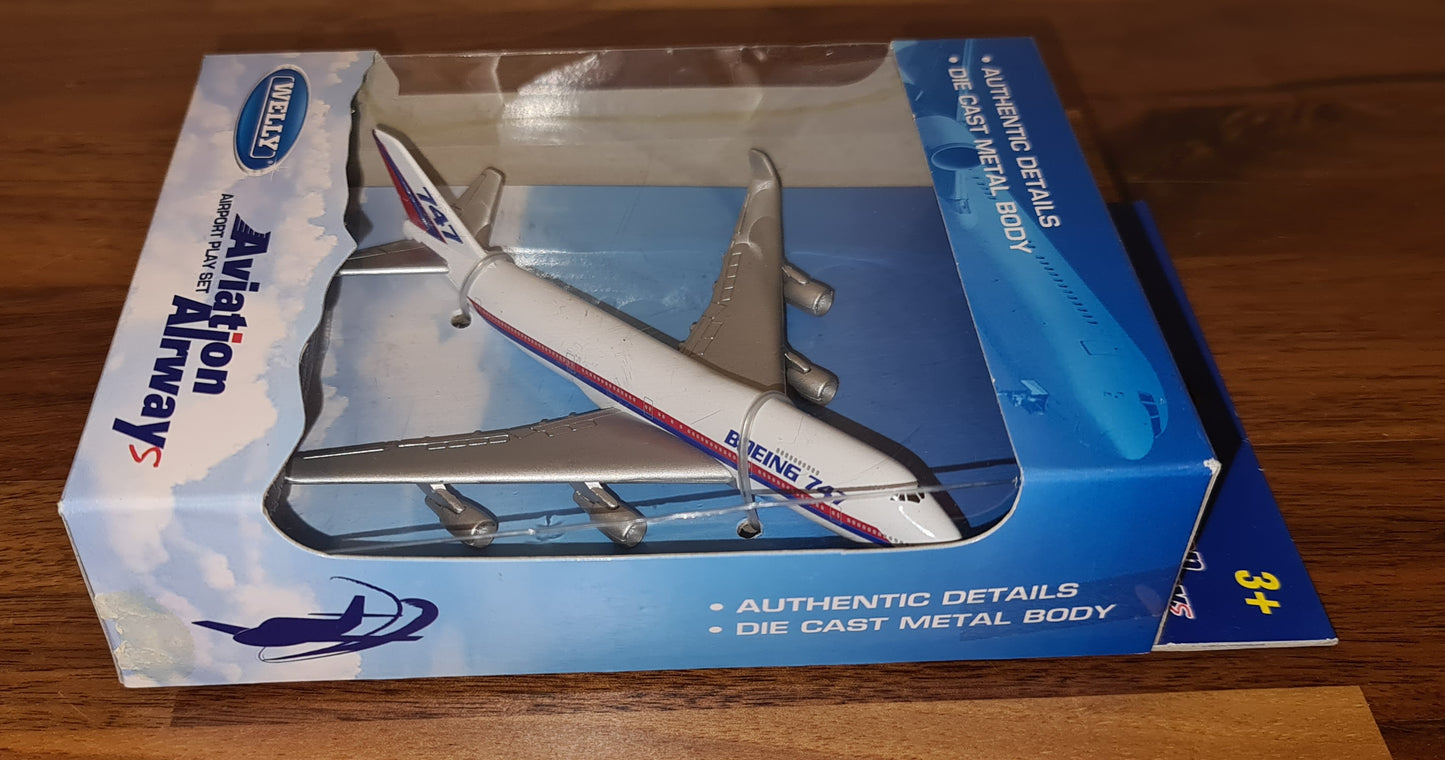 WELLY
Aviation
AIRPORT PLAY SET
Airways
747
BOEING 747
• AUTHENTIC DETAILS
• DIE CAST METAL BODY
• AUTHENTIC DETAILS
• DIE CAST METAL BODY
3+